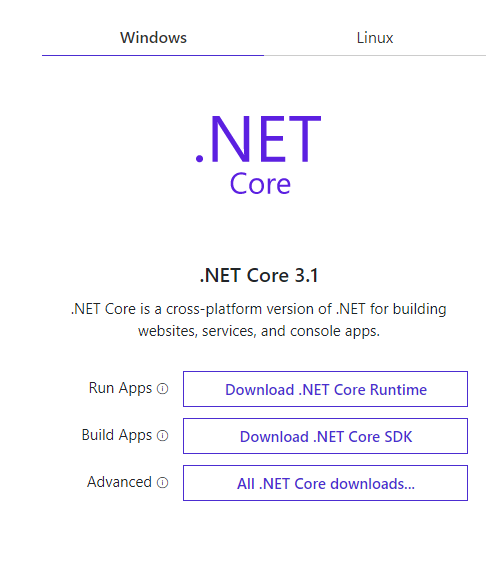 Windows
Linux
.NET
Core
.NET Core 3.1
.NET Core is a cross-platform version of .NET for building
websites, services, and console apps.
Run Apps
Download .NET Core Runtime
Build Apps
Download .NET Core SDK
Advanced
All .NET Core downloads...